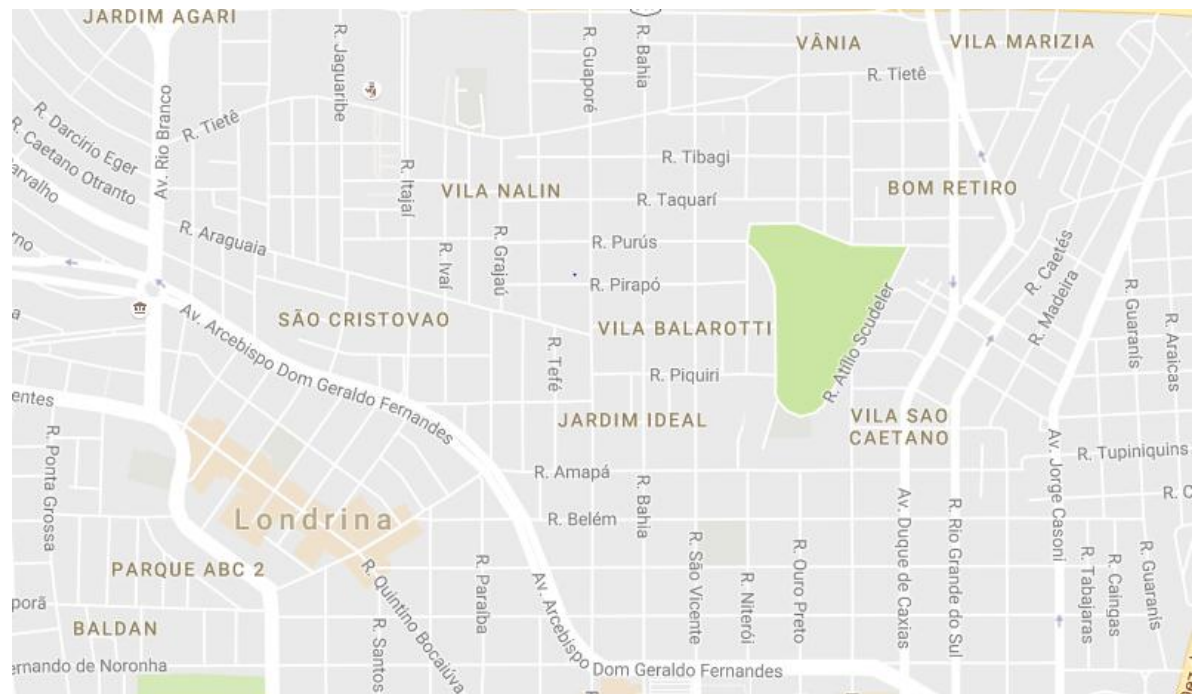 JARDIM AGARI
R. Jaguaribe
R. Guaporé
R. Bahia
VÂNIA
VILA MARIZIA
R. Tietê
R. Darcírio Eger
R. Caetano Otranto
Av. Rio Branco
R. Tietê
R. Itajaí
R. Tibagi
VILA NALIN
R. Taquarí
BOM RETIRO
R. Araguaia
R. Ivaí
R. Grajaú
R. Purús
R. Pirapó
R. Caetés
R. Madeira
R. Guaranís
R. Araicas
SÃO CRISTOVAO
VILA BALAROTTI
R. Atílio Scudeler
Av. Arcebispo Dom Geraldo Fernandes
R. Tefé
R. Piquiri
JARDIM IDEAL
VILA SAO
CAETANO
R. Ponta Grossa
R. Amapá
R. Tupiniquins
Av. Jorge Casoni
Londrina
R. Belém
R. Bahia
R. São Vicente
R. Niterói
R. Ouro Preto
Av. Duque de Caxias
R. Rio Grande do Sul
R. Tabajaras
R. Caingas
R. Guaranís
PARQUE ABC 2
R. Quintino Bocaiúva
R. Paraíba
Av. Arcebispo
Dom Geraldo Fernandes
BALDAN
R. Santos